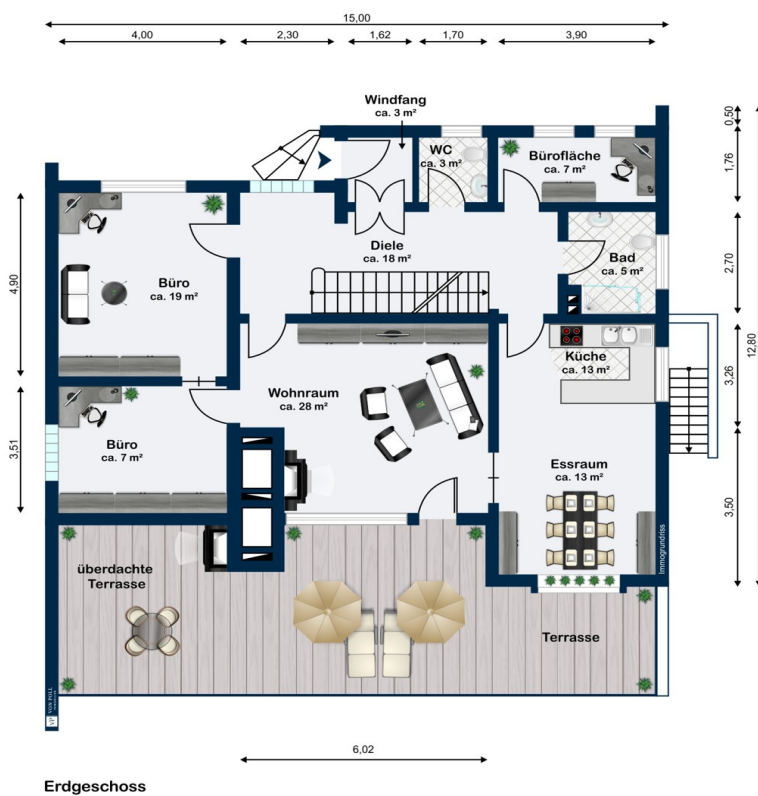 15,00
4,00
2,30
1,62
1,70
3,90
Windfang
ca. 3 m²
WC
ca. 3 m²
Bürofläche
ca. 7 m²
0,50
1,76
Diele
ca. 18 m²
Bad
ca. 5 m²
2,70
4,90
Büro
ca. 19 m²
12,80
Küche
ca. 13 m²
3,26
Wohnraum
ca. 28 m²
Büro
ca. 7 m²
3,51
Essraum
ca. 13 m²
3,50
Immogrundriss
überdachte
Terrasse
Terrasse
VP VON POLL
6,02
Erdgeschoss